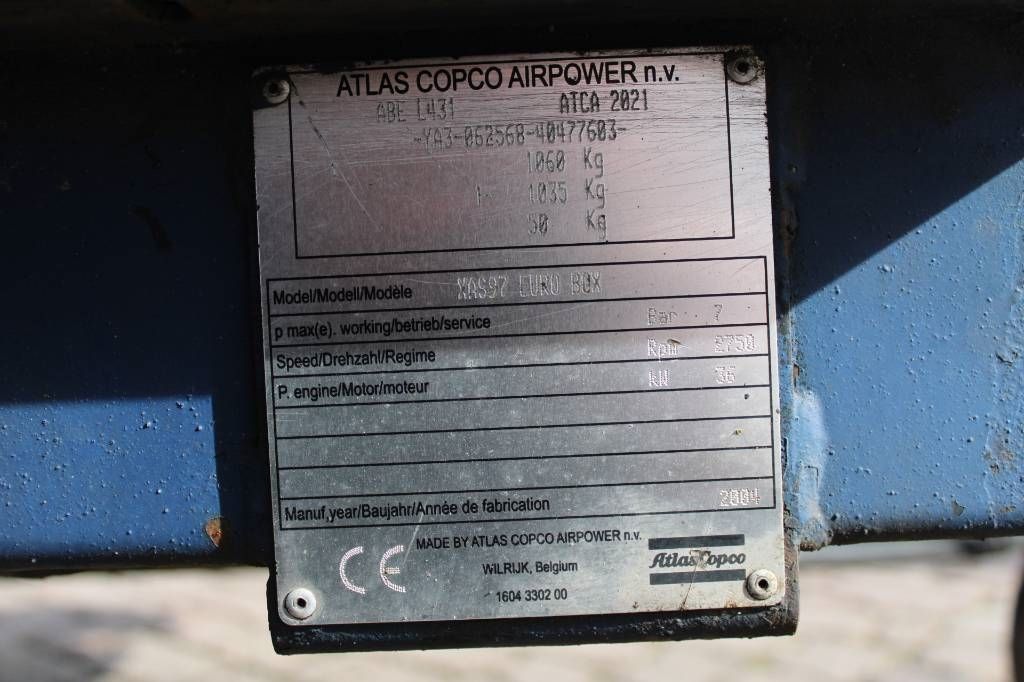 ATLAS COPCO AIRPOWER n.v.
ABE L431 ATCA 2021
-YA3-062568-40477603-
1060 Kg
1- 1035 Kg
50 Kg
Model/Modell/Modèle XAS97 EURO BOX
p max(e). working/betrieb/service Bar 7
Speed/Drehzahl/Regime Rpm 2750
P. engine/Motor/moteur kW 36
Manuf,year/Baujahr/Année de fabrication 2004
MADE BY ATLAS COPCO AIRPOWER n.v.
CE
WILRIJK, Belgium
Atlas Copco
1604 3302 00